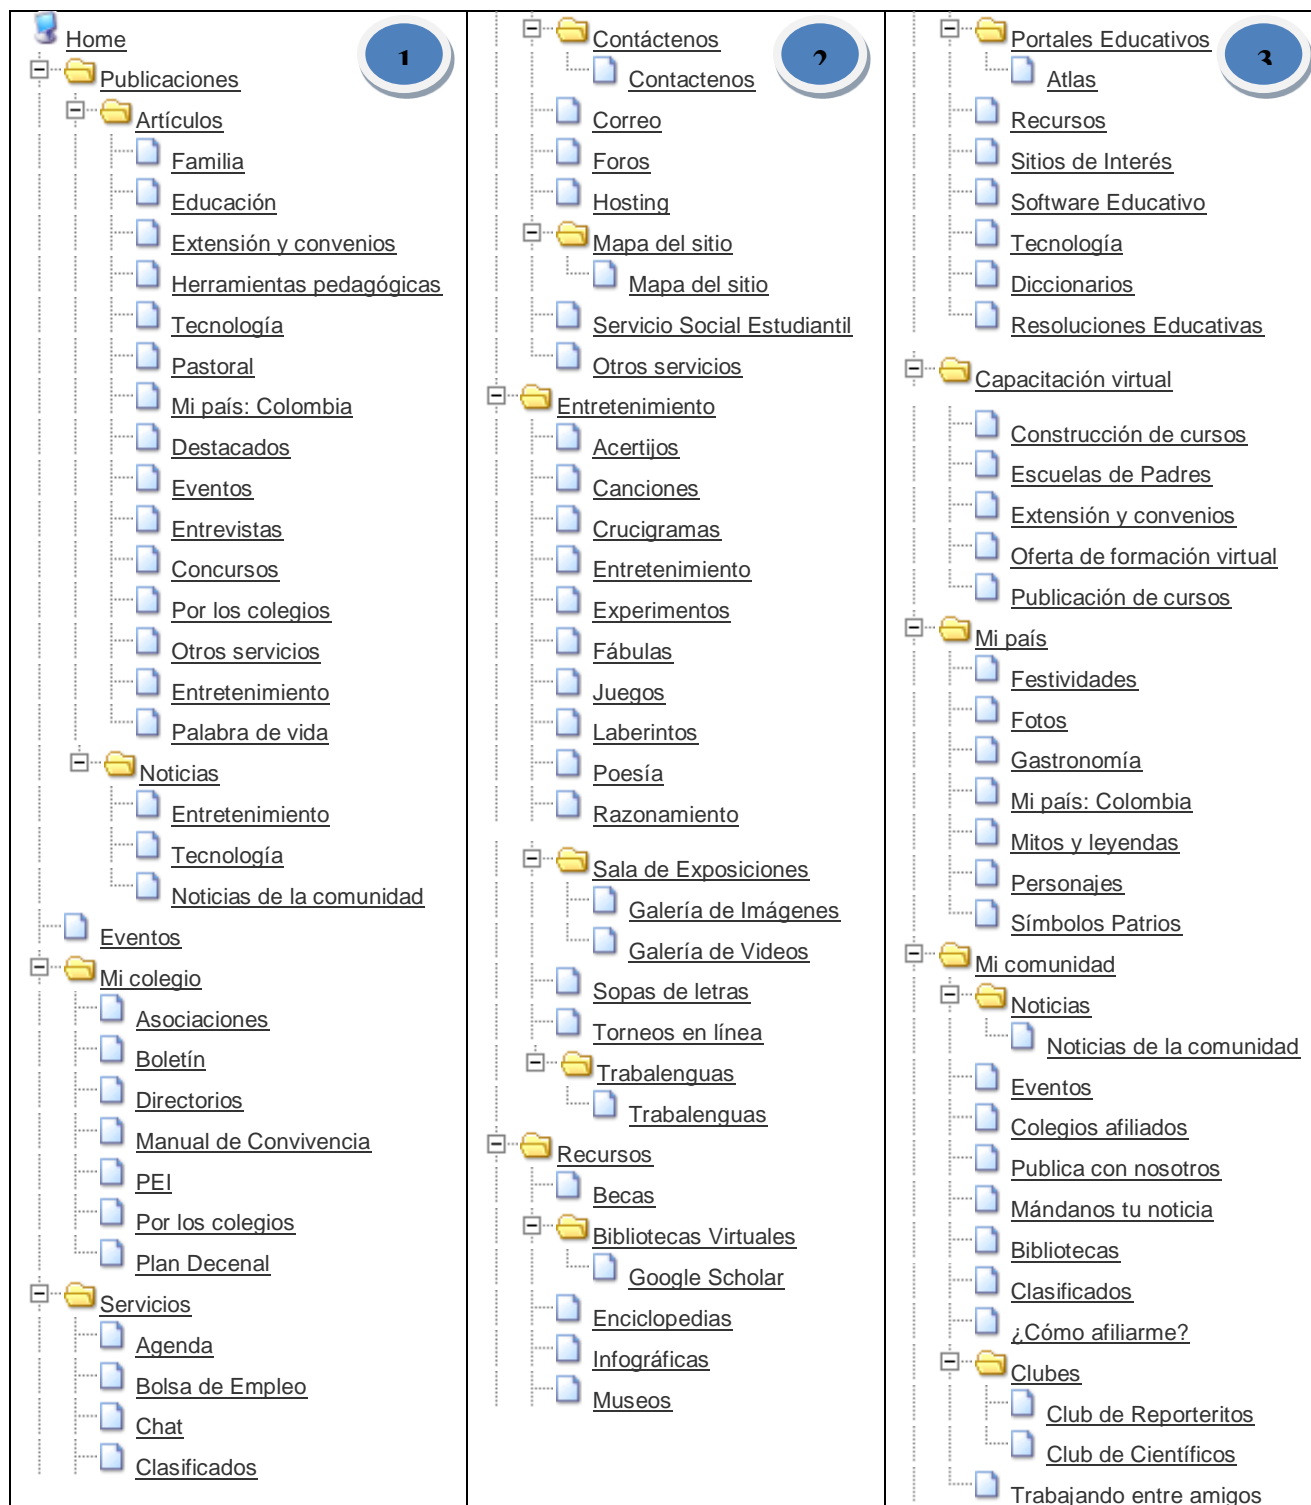 1
Home
Publicaciones
Artículos
Familia
Educación
Extensión y convenios
Herramientas pedagógicas
Tecnología
Pastoral
Mi país: Colombia
Destacados
Eventos
Entrevistas
Concursos
Por los colegios
Otros servicios
Entretenimiento
Palabra de vida
Noticias
Entretenimiento
Tecnología
Noticias de la comunidad
Eventos
Mi colegio
Asociaciones
Boletín
Directorios
Manual de Convivencia
PEI
Por los colegios
Plan Decenal
Servicios
Agenda
Bolsa de Empleo
Chat
Clasificados
2
Contáctenos
Contactenos
Correo
Foros
Hosting
Mapa del sitio
Mapa del sitio
Servicio Social Estudiantil
Otros servicios
Entretenimiento
Acertijos
Canciones
Crucigramas
Entretenimiento
Experimentos
Fábulas
Juegos
Laberintos
Poesía
Razonamiento
Sala de Exposiciones
Galería de Imágenes
Galería de Videos
Sopas de letras
Torneos en línea
Trabalenguas
Trabalenguas
Recursos
Becas
Bibliotecas Virtuales
Google Scholar
Enciclopedias
Infográficas
Museos
3
Portales Educativos
Atlas
Recursos
Sitios de Interés
Software Educativo
Tecnología
Diccionarios
Resoluciones Educativas
Capacitación virtual
Construcción de cursos
Escuelas de Padres
Extensión y convenios
Oferta de formación virtual
Publicación de cursos
Mi país
Festividades
Fotos
Gastronomía
Mi país: Colombia
Mitos y leyendas
Personajes
Símbolos Patrios
Mi comunidad
Noticias
Noticias de la comunidad
Eventos
Colegios afiliados
Publica con nosotros
Mándanos tu noticia
Bibliotecas
Clasificados
¿Cómo afiliarme?
Clubes
Club de Reporteritos
Club de Científicos
Trabajando entre amigos